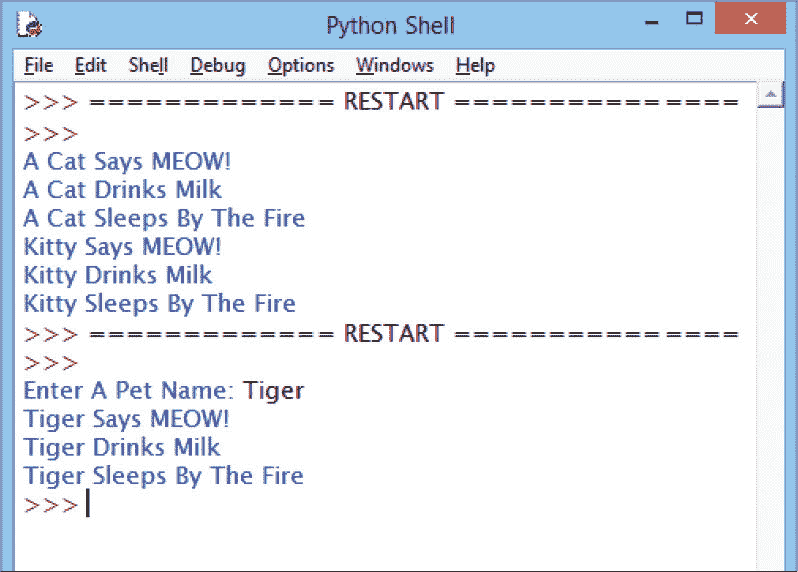 Python Shell
File Edit Shell Debug Options Windows Help
>>> ============= RESTART ===============
>>>
A Cat Says MEOW!
A Cat Drinks Milk
A Cat Sleeps By The Fire
Kitty Says MEOW!
Kitty Drinks Milk
Kitty Sleeps By The Fire
>>> ============= RESTART ===============
>>>
Enter A Pet Name: Tiger
Tiger Says MEOW!
Tiger Drinks Milk
Tiger Sleeps By The Fire
>>>